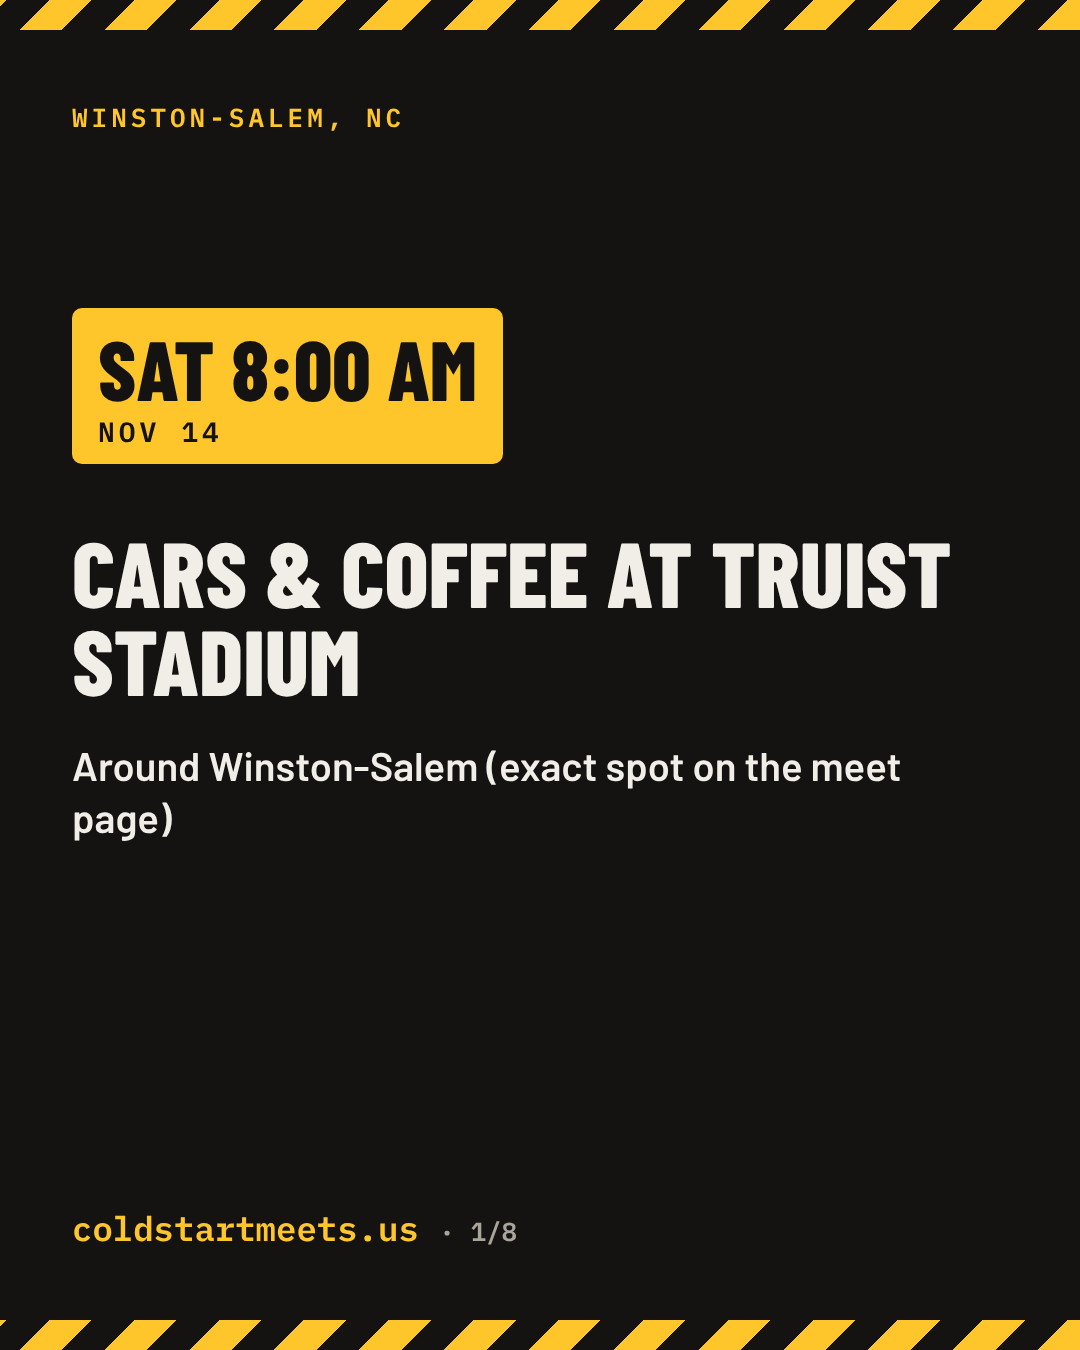 WINSTON-SALEM, NC
SAT 8:00 AM
NOV 14
CARS & COFFEE AT TRUIST
STADIUM
Around Winston-Salem (exact spot on the meet
page)
coldstartmeets.us · 1/8